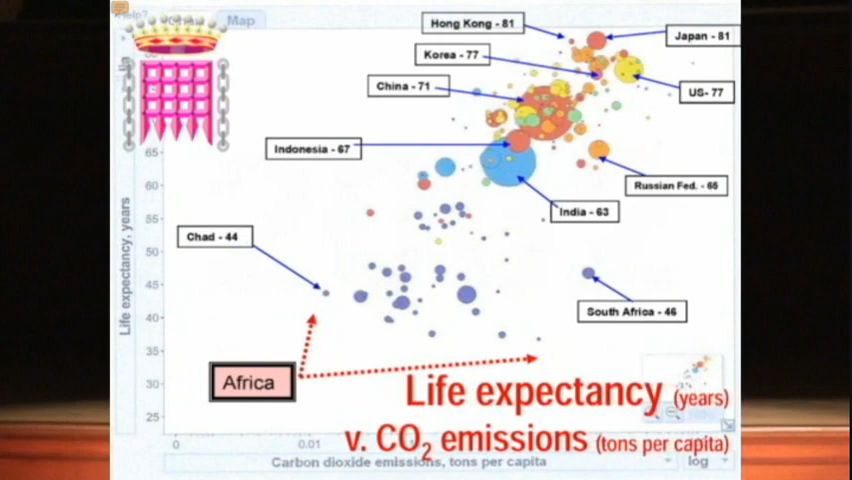 Help?
Map
Hong Kong - 81
Japan - 81
Korea - 77
China - 71
US- 77
65
Indonesia - 67
60
Russian Fed. - 65
India - 63
55
Chad - 44
50
45
South Africa - 46
40
35
Africa
30
25
Life expectancy, years
Life expectancy (years)
v. CO2 emissions (tons per capita)
0
0.01
Carbon dioxide emissions, tons per capita
log